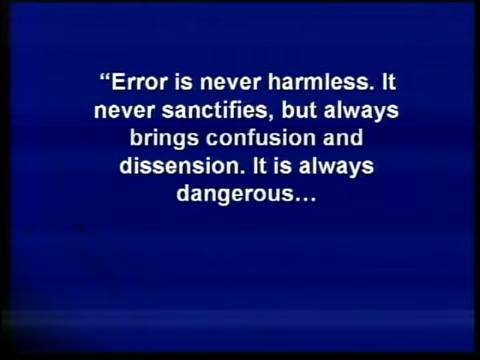 “Error is never harmless. It
never sanctifies, but always
brings confusion and
dissension. It is always
dangerous…